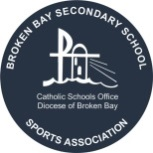 BROKEN BAY SECONDARY SCHOOL
Catholic Schools Office
Diocese of Broken Bay
SPORTS ASSOCIATION